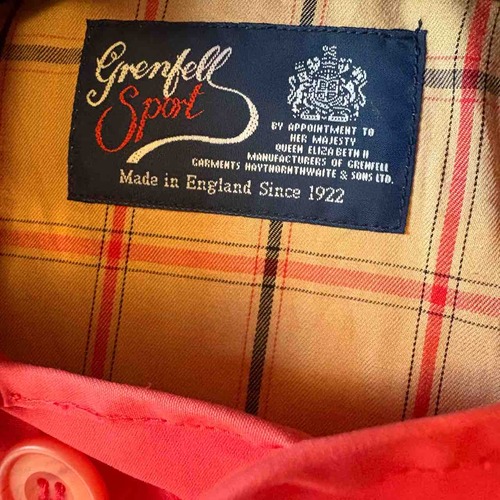 Grenfell
Sport
BY APPOINTMENT TO
HER MAJESTY
QUEEN ELIZABETH II
MANUFACTURERS OF GRENFELL
GARMENTS HAYTHORNTHWAITE & SONS LTD.
Made in England Since 1922